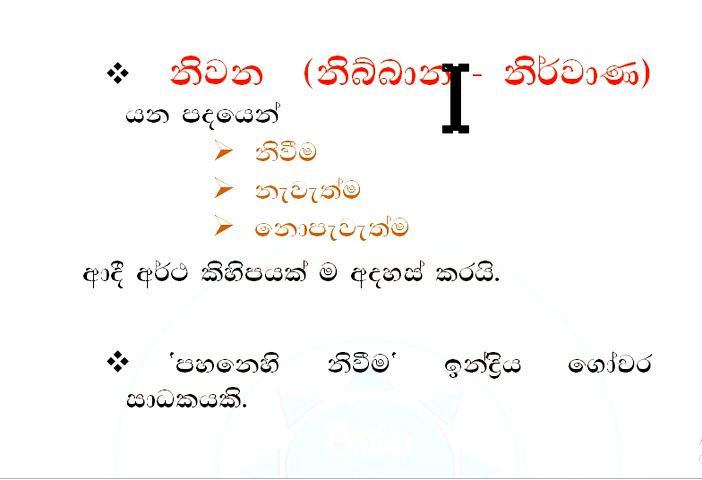 ❖ නිවන (නිබ්බාන - නිර්වාණ)
යන පදයෙන්
➢ නිවීම
➢ නැවැත්ම
➢ නොපැවැත්ම
ආදී අර්ථ කිහිපයක් ම අදහස් කරයි.
❖ 'පහනෙහි නිවීම' ඉන්ද්‍රිය ගෝචර
සාධකයකි.